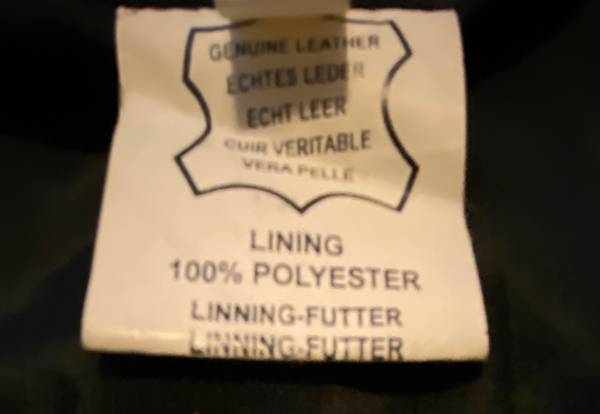 GENUINE LEATHER
ECHTES LEDER
ECHT LEER
CUIR VERITABLE
VERA PELLE
LINING
100% POLYESTER
LINNING-FUTTER
LINNING-FUTTER